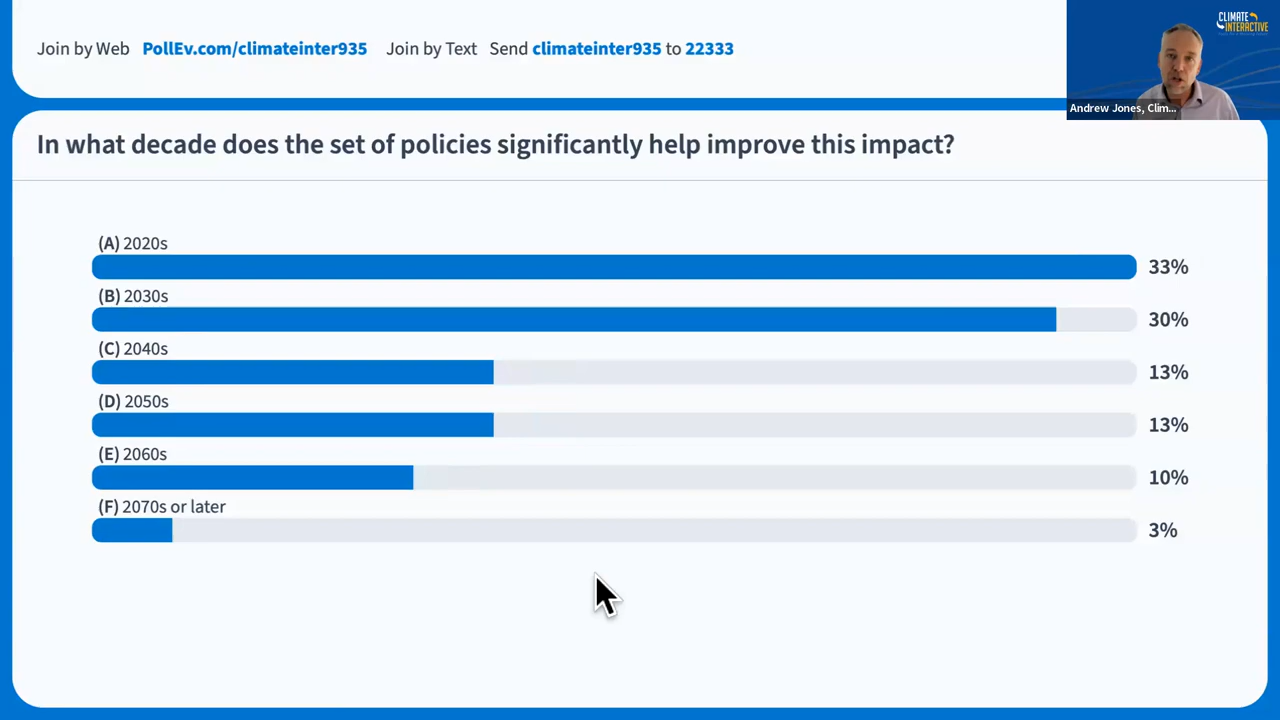 Join by Web PollEv.com/climateinter935 Join by Text Send climateinter935 to 22333
CLIMATE
INTERACTIVE
Andrew Jones, Clim...
In what decade does the set of policies significantly help improve this impact?
(A) 2020s
33%
(B) 2030s
30%
(C) 2040s
13%
(D) 2050s
13%
(E) 2060s
10%
(F) 2070s or later
3%